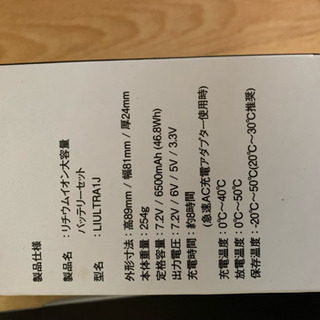 製品仕様
製品名：リチウムイオン大容量
バッテリーセット
型名：LIULTRA1J
外形寸法：高89mm / 幅81mm / 厚24mm
本体重量：254g
定格容量：7.2V / 6500mAh (46.8Wh)
出力電圧：7.2V / 6V / 5V / 3.3V
充電時間：約8時間
(急速AC充電アダプター使用時)
充電温度：0℃〜40℃
放電温度：0℃〜50℃
保存温度：-20℃〜50℃(20℃〜30℃推奨)